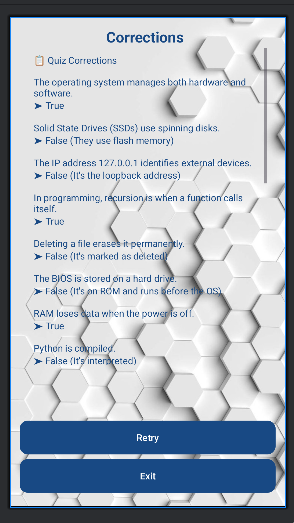 Corrections
📋 Quiz Corrections
The operating system manages both hardware and
software.
➤ True
Solid State Drives (SSDs) use spinning disks.
➤ False (They use flash memory)
The IP address 127.0.0.1 identifies external devices.
➤ False (It's the loopback address)
In programming, recursion is when a function calls
itself.
➤ True
Deleting a file erases it permanently.
➤ False (It's marked as deleted)
The BIOS is stored on a hard drive.
➤ False (It's on ROM and runs before the OS)
RAM loses data when the power is off.
➤ True
Python is compiled.
➤ False (It's interpreted)
Retry
Exit